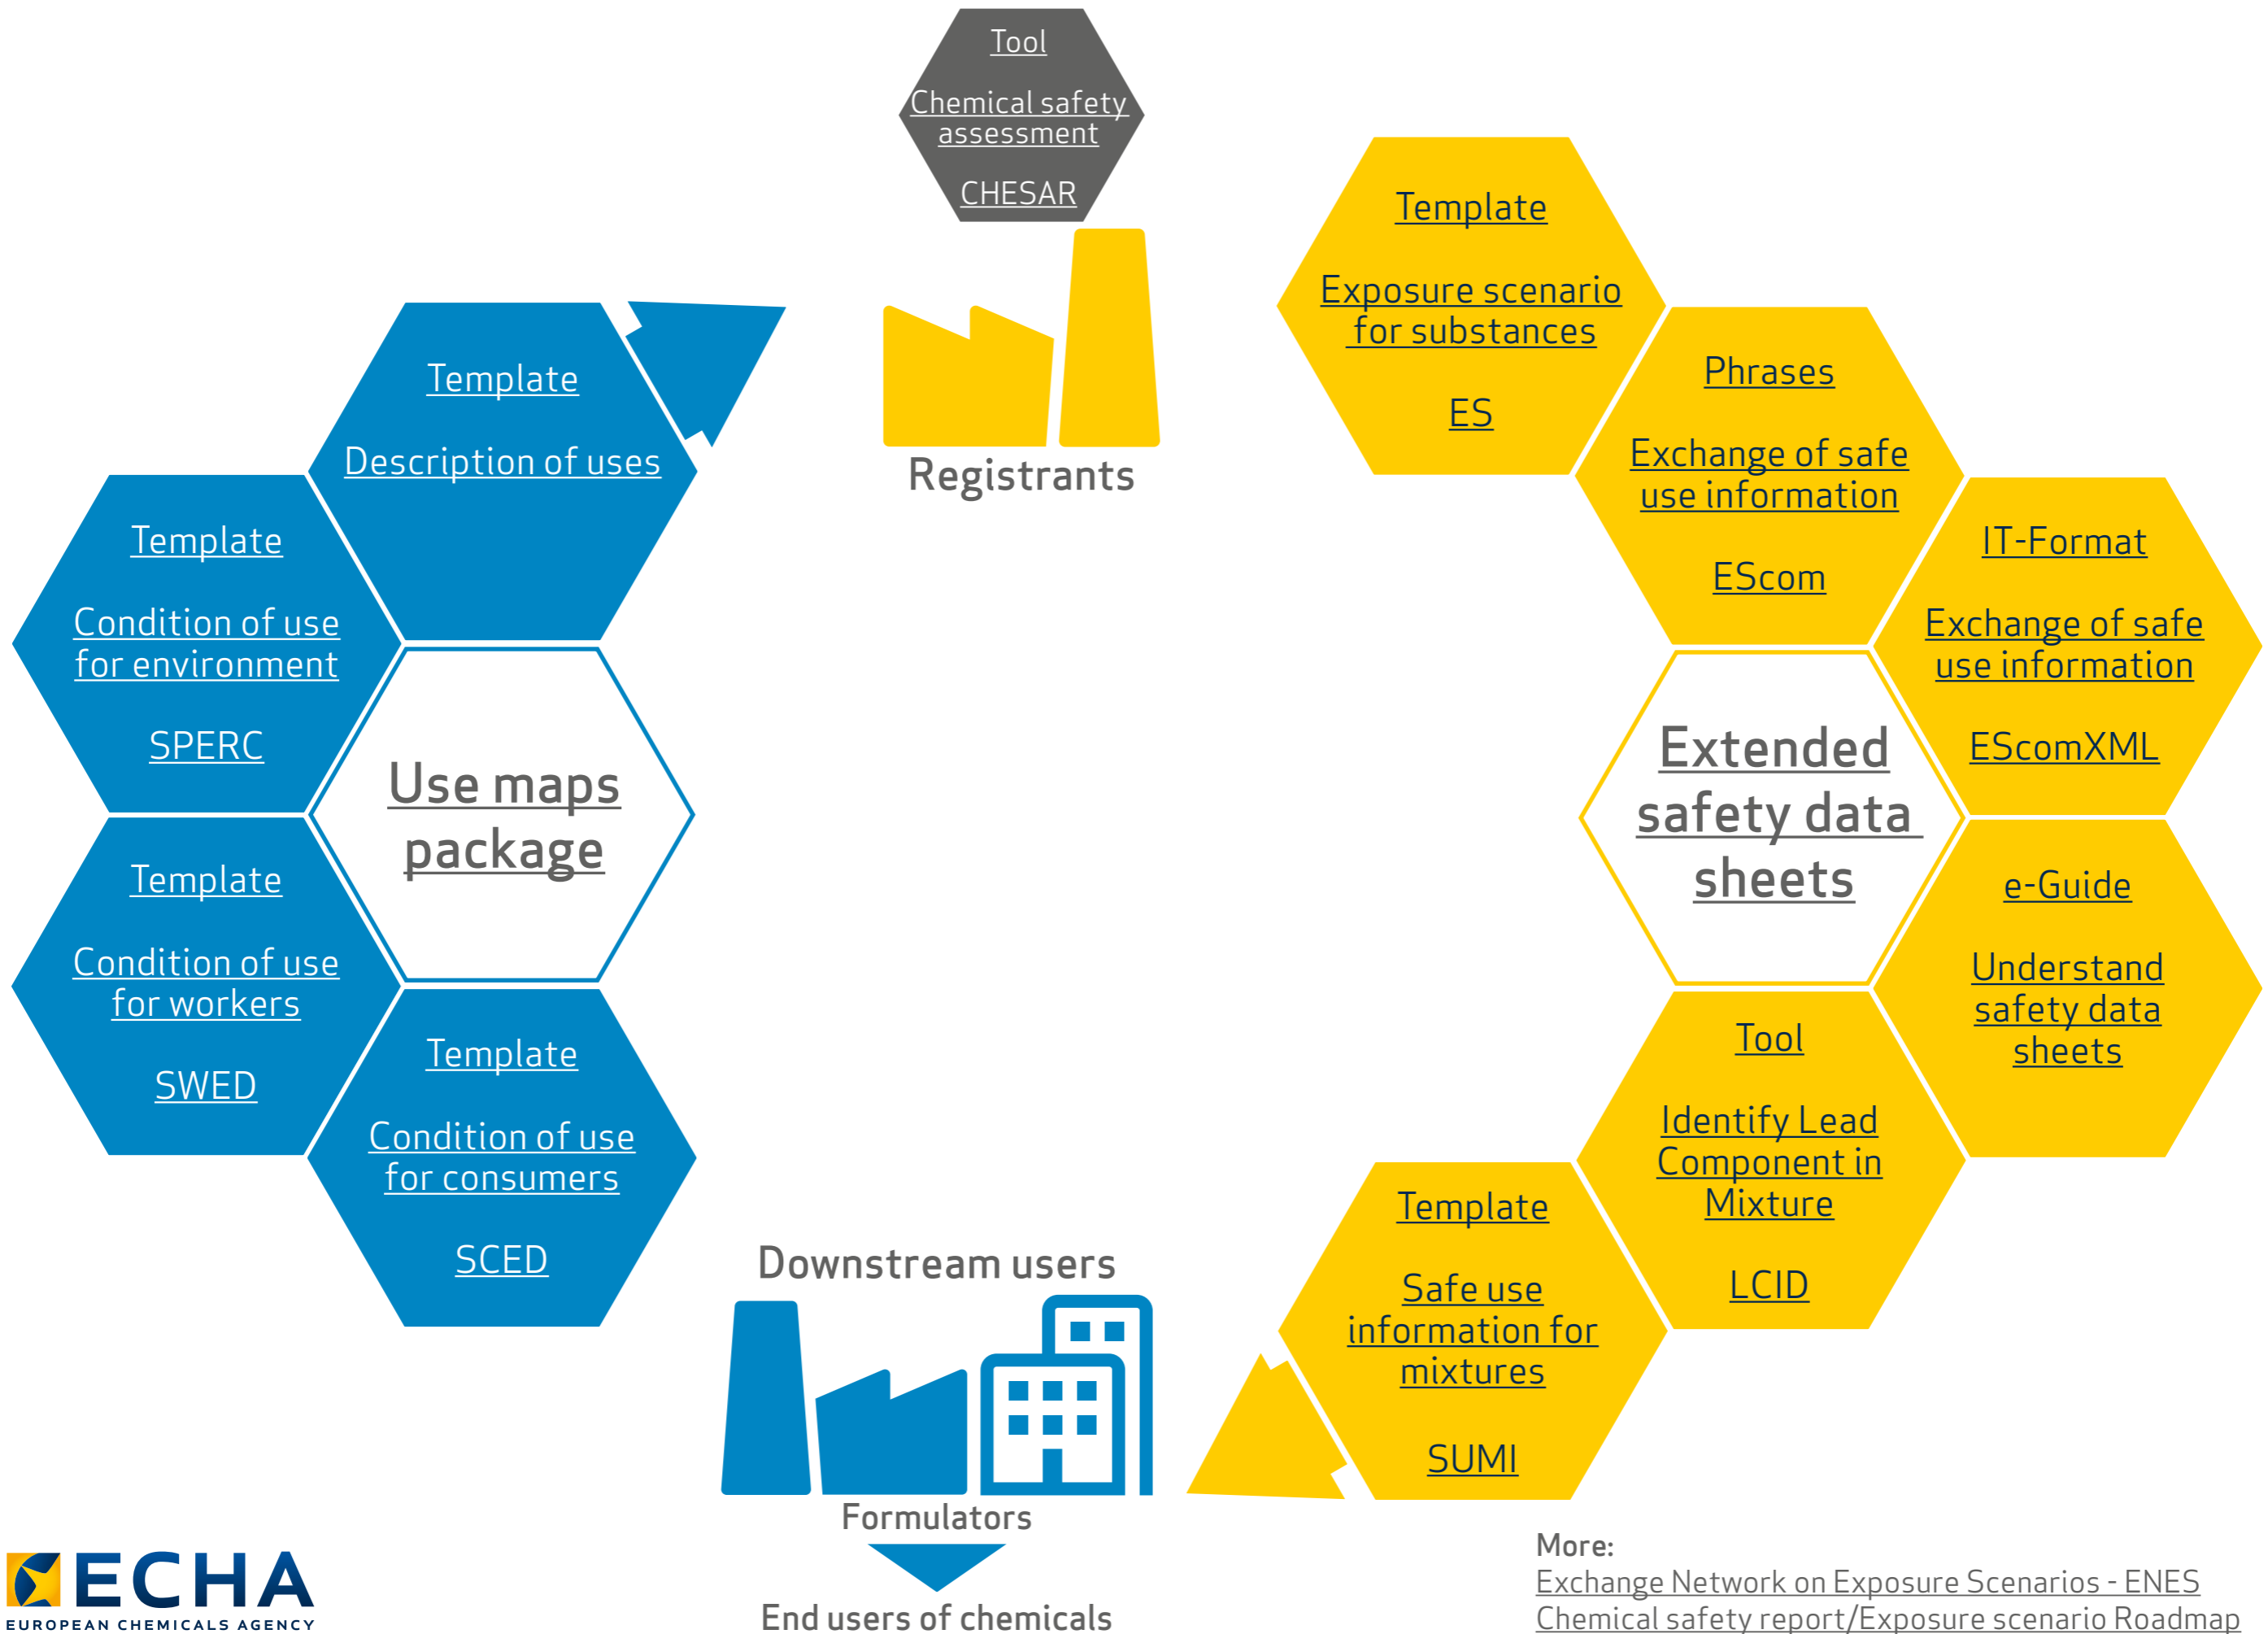 Tool
Chemical safety
assessment
CHESAR
Registrants
Template
Description of uses
Template
Condition of use
for environment
SPERC
Use maps
package
Template
Condition of use
for workers
SWED
Template
Condition of use
for consumers
SCED
Template
Exposure scenario
for substances
ES
Phrases
Exchange of safe
use information
EScom
IT-Format
Exchange of safe
use information
EScomXML
Extended
safety data
sheets
e-Guide
Understand
safety data
sheets
Tool
Identify Lead
Component in
Mixture
LCID
Template
Safe use
information for
mixtures
SUMI
Downstream users
Formulators
End users of chemicals
ECHA
EUROPEAN CHEMICALS AGENCY
More:
Exchange Network on Exposure Scenarios - ENES
Chemical safety report/Exposure scenario Roadmap